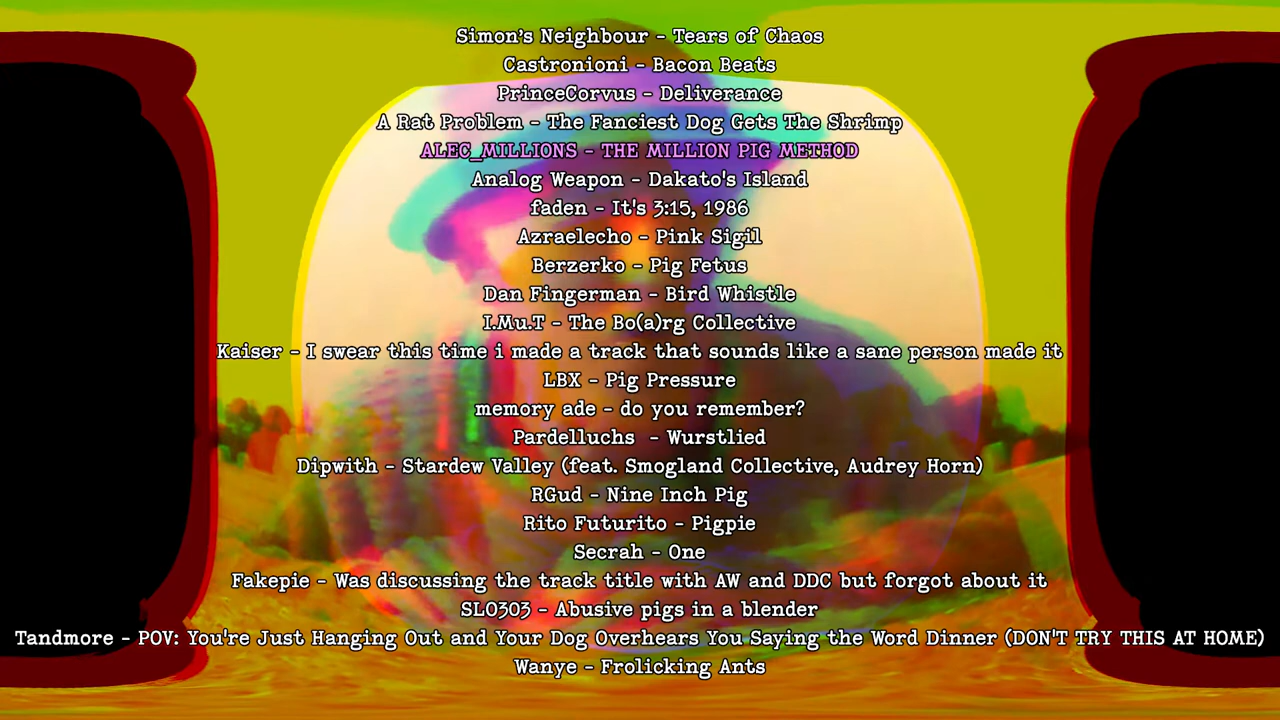 Simon's Neighbour - Tears of Chaos
Castronioni - Bacon Beats
PrinceCorvus - Deliverance
A Rat Problem - The Fanciest Dog Gets The Shrimp
ALEC_MILLIONS - THE MILLION PIG METHOD
Analog Weapon - Dakato's Island
faden - It's 3:15, 1986
Azraelecho - Pink Sigil
Berzerko - Pig Fetus
Dan Fingerman - Bird Whistle
I.Mu.T - The Bo(a)rg Collective
Kaiser - I swear this time i made a track that sounds like a sane person made it
LBX - Pig Pressure
memory ade - do you remember?
Pardelluchs - Wurstlied
Dipwith - Stardew Valley (feat. Smogland Collective, Audrey Horn)
RGud - Nine Inch Pig
Rito Futurito - Pigpie
Secrah - One
Fakepie - Was discussing the track title with AW and DDC but forgot about it
SLO303 - Abusive pigs in a blender
Tandmore - POV: You're Just Hanging Out and Your Dog Overhears You Saying the Word Dinner (DON'T TRY THIS AT HOME)
Wanye - Frolicking Ants